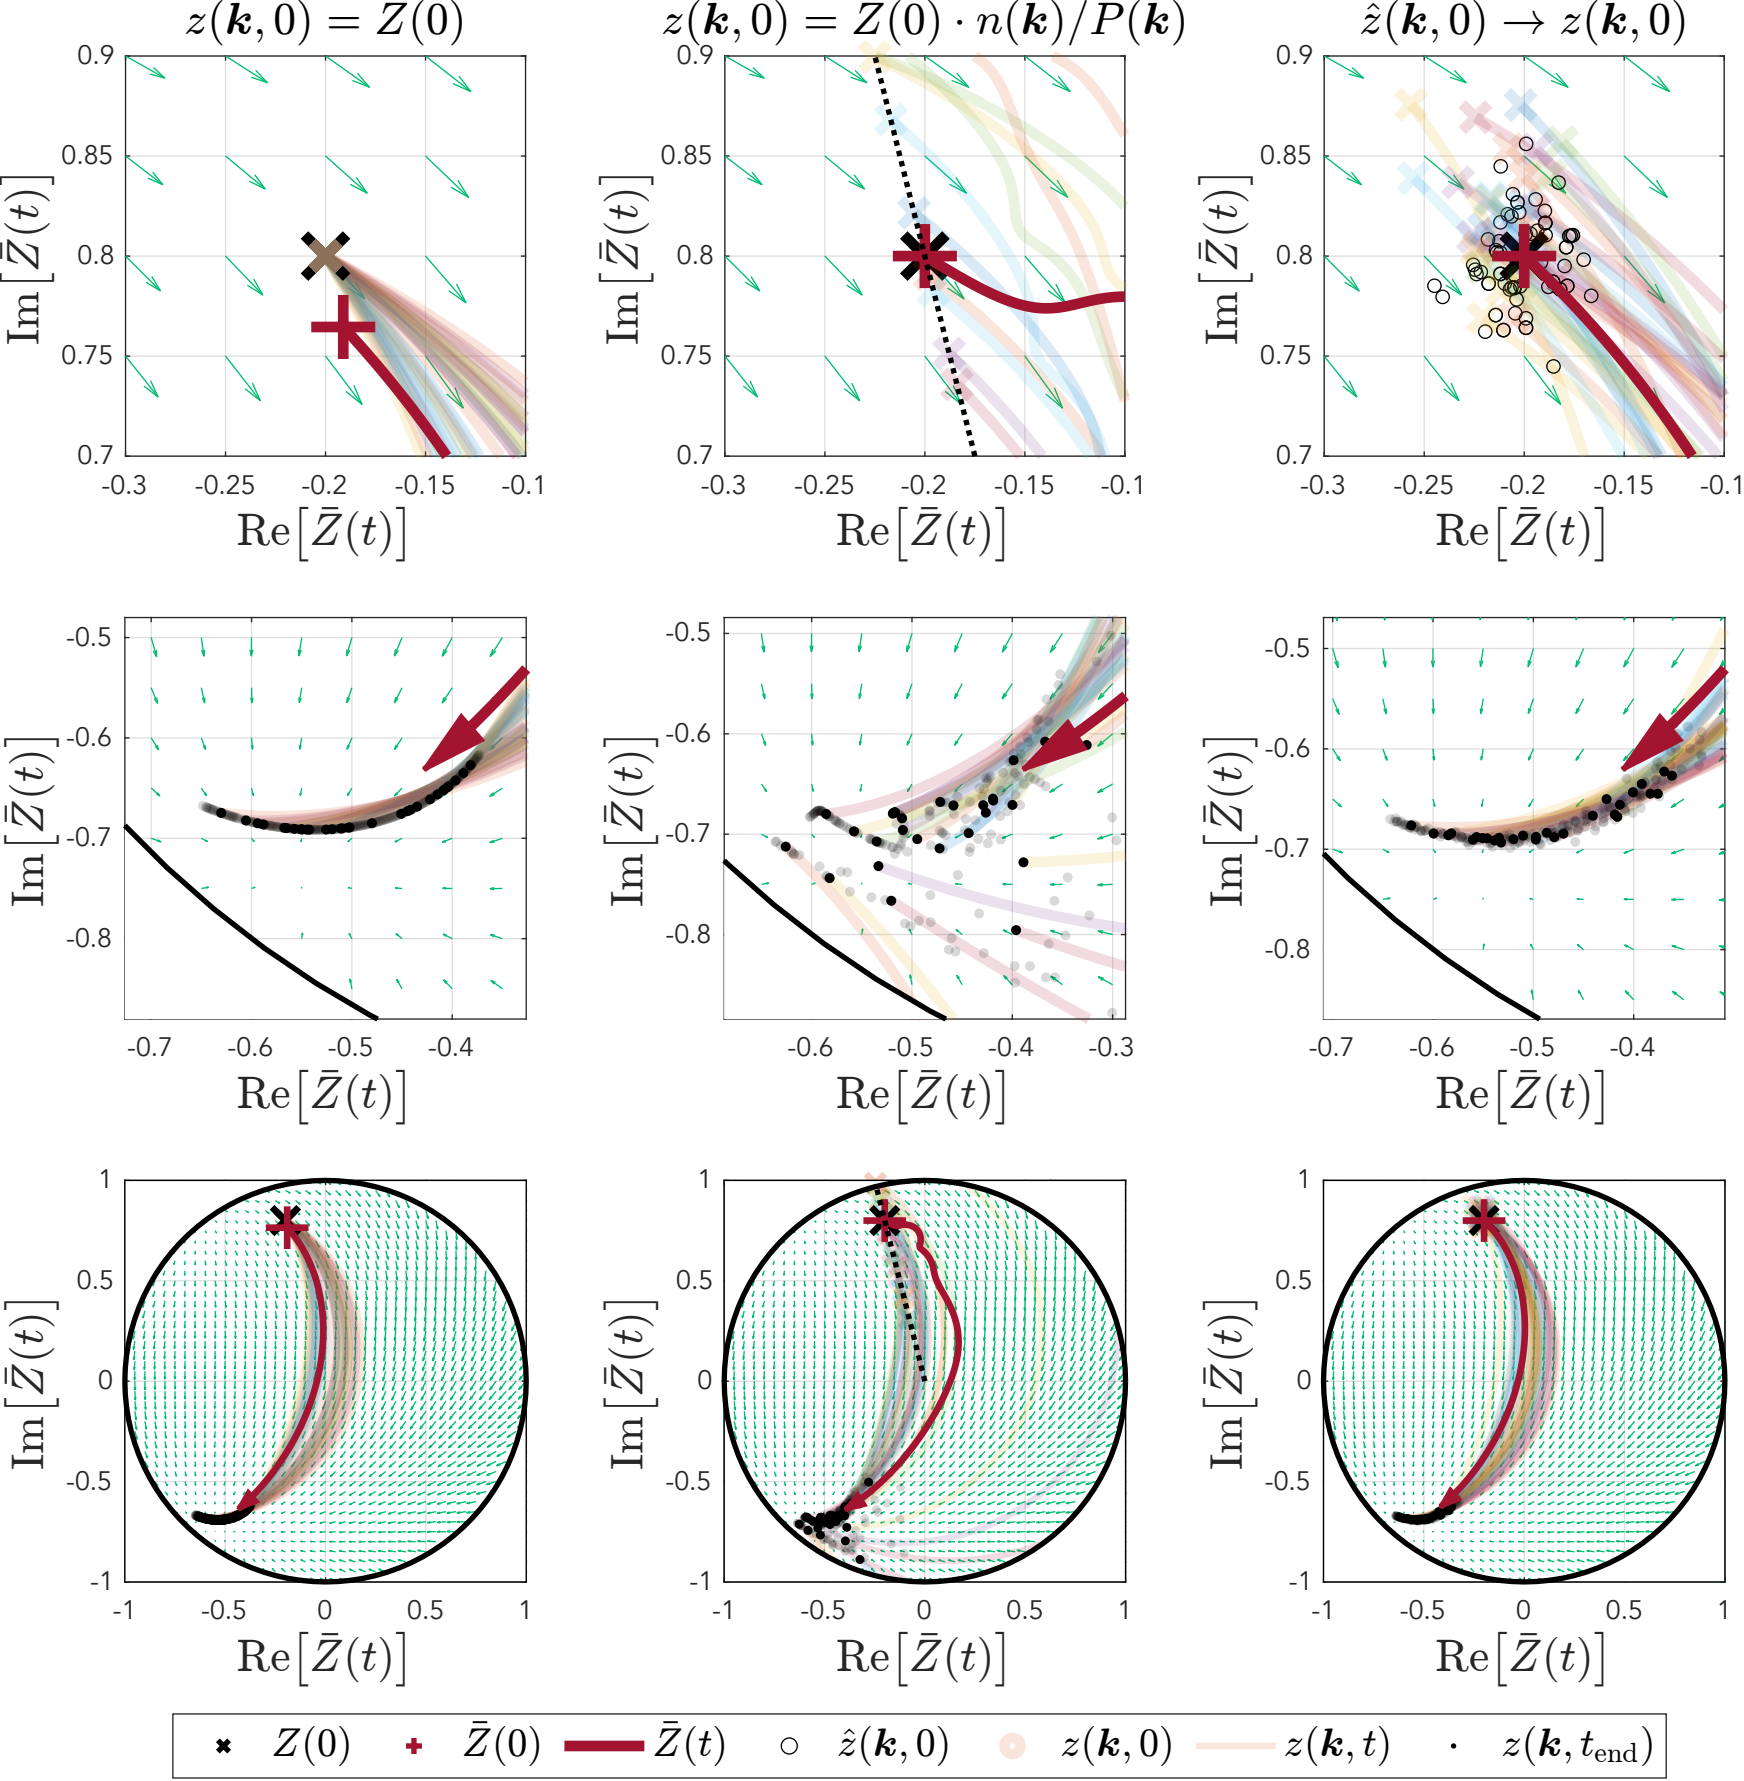 z(k, 0) = Z(0)
z(k, 0) = Z(0) · n(k)/P(k)
ẑ(k, 0) → z(k, 0)
0.9
0.85
0.8
0.75
0.7
-0.3 -0.25 -0.2 -0.15 -0.1
Im[Z̄(t)]
Re[Z̄(t)]
0.9
0.85
0.8
0.75
0.7
-0.3 -0.25 -0.2 -0.15 -0.1
Im[Z̄(t)]
Re[Z̄(t)]
0.9
0.85
0.8
0.75
0.7
-0.3 -0.25 -0.2 -0.15 -0.1
Im[Z̄(t)]
Re[Z̄(t)]
-0.5
-0.6
-0.7
-0.8
-0.7 -0.6 -0.5 -0.4
Im[Z̄(t)]
Re[Z̄(t)]
-0.5
-0.6
-0.7
-0.8
-0.6 -0.5 -0.4 -0.3
Im[Z̄(t)]
Re[Z̄(t)]
-0.5
-0.6
-0.7
-0.8
-0.7 -0.6 -0.5 -0.4
Im[Z̄(t)]
Re[Z̄(t)]
1
0.5
0
-0.5
-1
-1 -0.5 0 0.5 1
Im[Z̄(t)]
Re[Z̄(t)]
1
0.5
0
-0.5
-1
-1 -0.5 0 0.5 1
Im[Z̄(t)]
Re[Z̄(t)]
1
0.5
0
-0.5
-1
-1 -0.5 0 0.5 1
Im[Z̄(t)]
Re[Z̄(t)]
Z(0) Z̄(0) Z̄(t) ẑ(k, 0) z(k, 0) z(k, t) z(k, t_end)